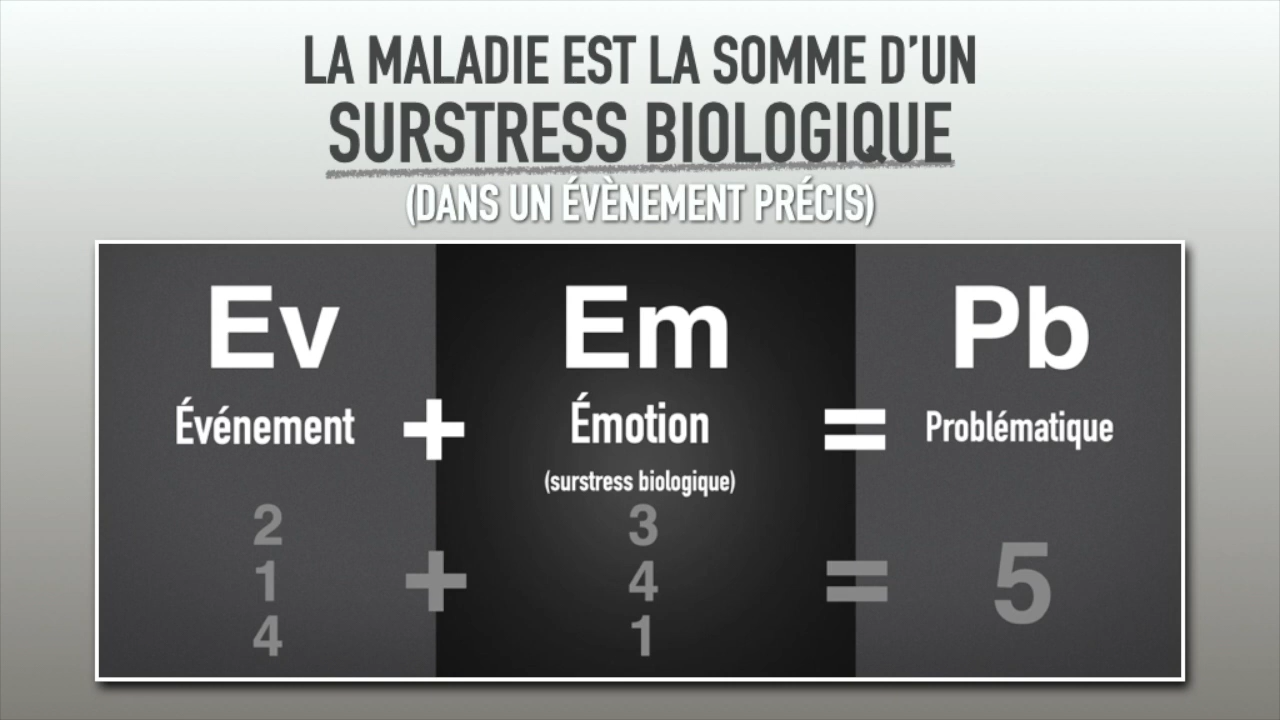 LA MALADIE EST LA SOMME D’UN
SURSTRESS BIOLOGIQUE
(DANS UN ÉVÈNEMENT PRÉCIS)
Ev Em Pb
Événement + Émotion = Problématique
(surstress biologique)
2 3
1 + 4 = 5
4 1